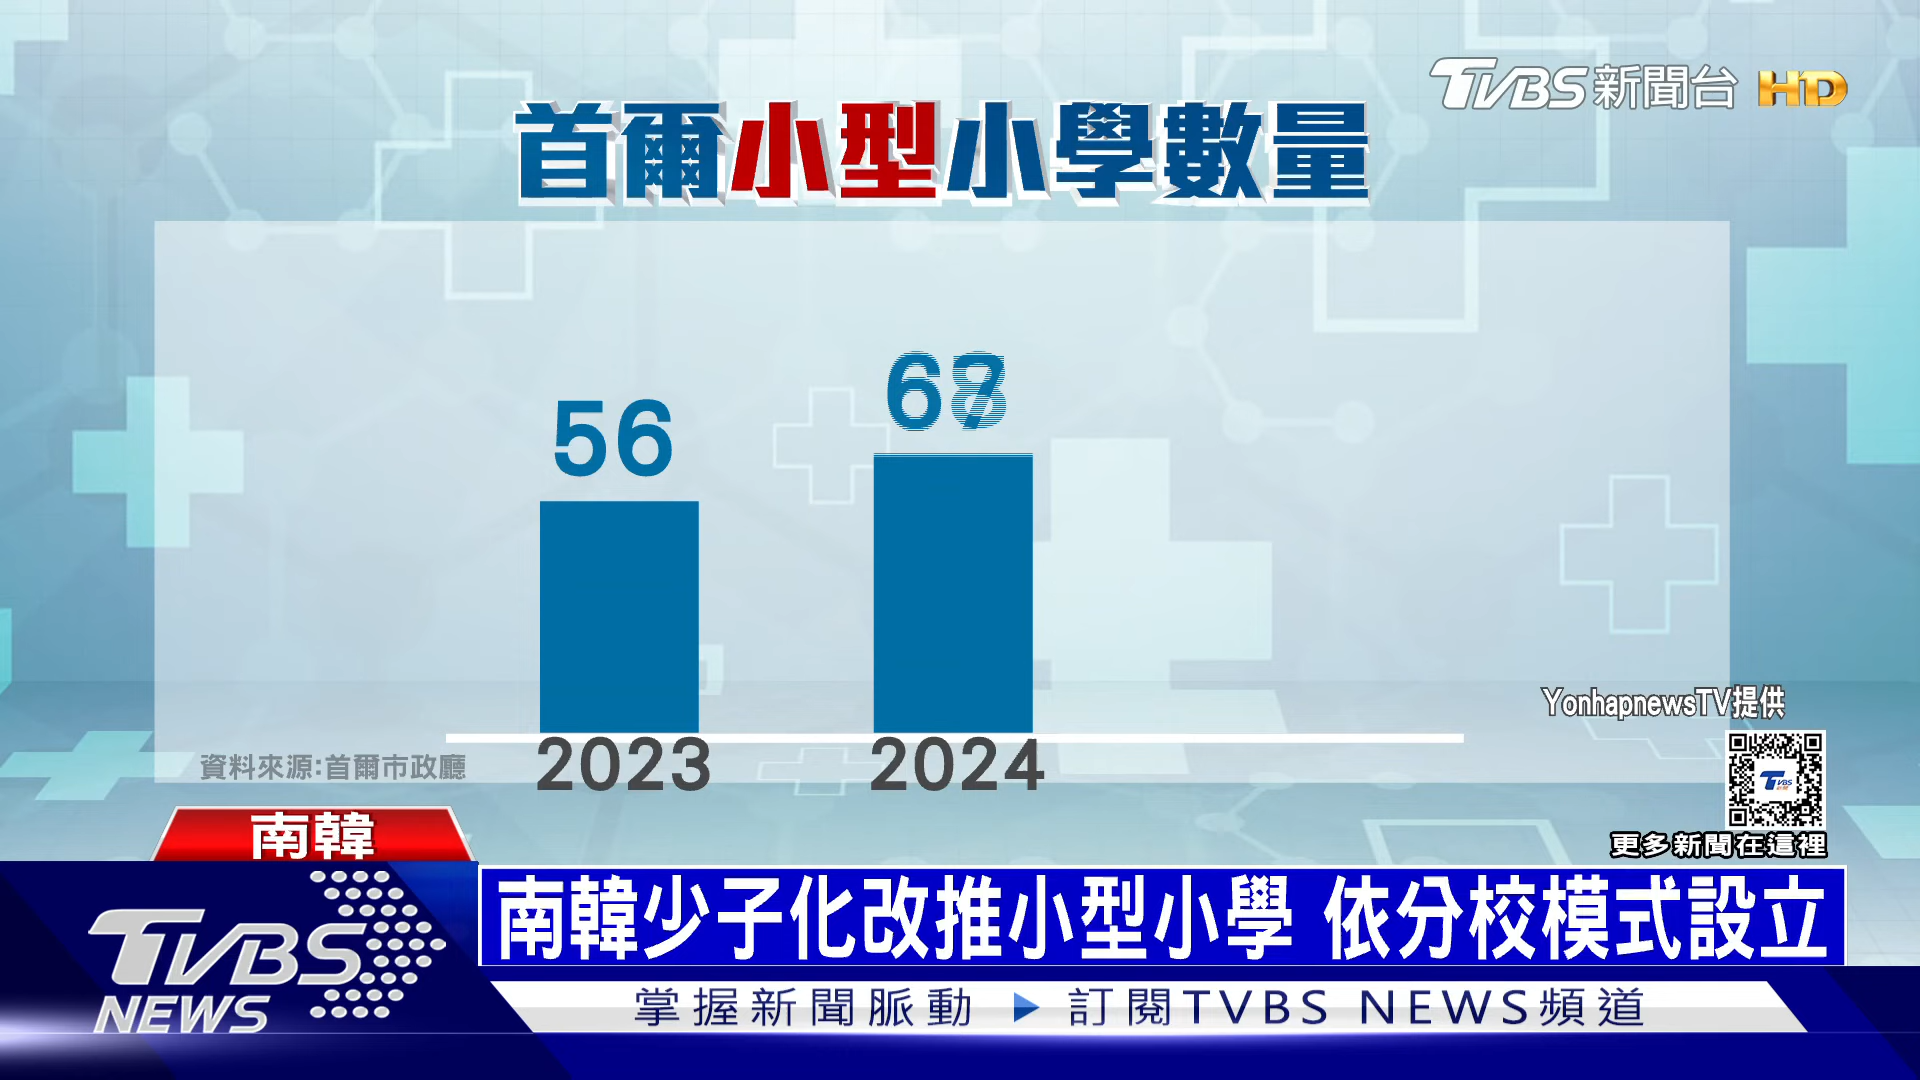 TVBS新聞台 HD
首爾小型小學數量
56
2023
2024
YonhapnewsTV提供
資料來源:首爾市政廳
TVBS
更多新聞在這裡
南韓
南韓少子化改推小型小學 依分校模式設立
TVBS
NEWS
掌握新聞脈動 ▶ 訂閱TVBS NEWS頻道